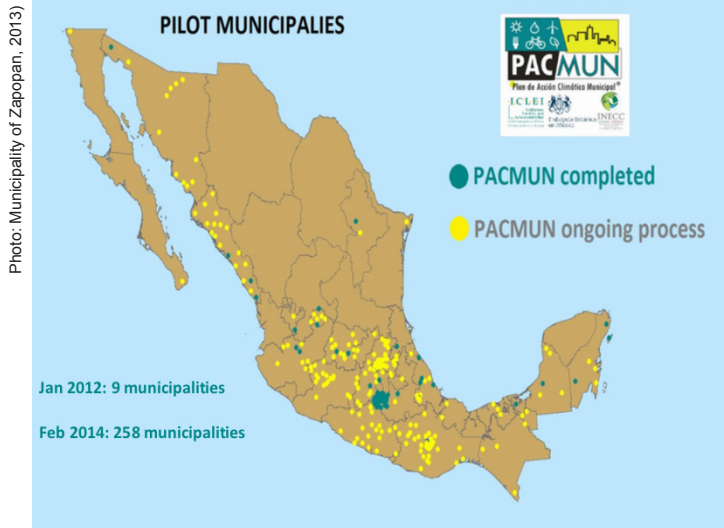 Photo: Municipality of Zapopan, 2013)
PILOT MUNICIPALIES
PACMUN
Plan de Acción Climática Municipal
ICLEI
INECC
PACMUN completed
PACMUN ongoing process
Jan 2012: 9 municipalities
Feb 2014: 258 municipalities